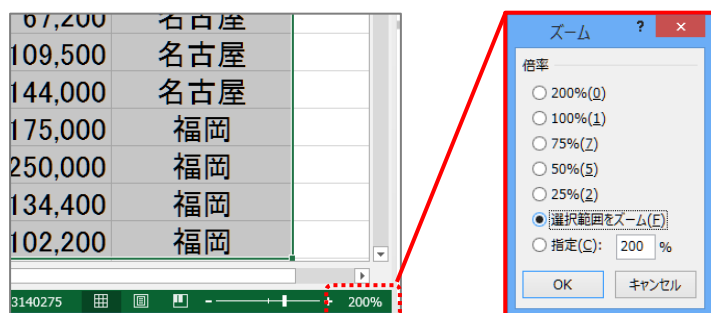 67,200 名古屋
109,500 名古屋
144,000 名古屋
175,000 福岡
250,000 福岡
134,400 福岡
102,200 福岡
3140275 200%
ズーム ? ×
倍率
200%(0)
100%(1)
75%(7)
50%(5)
25%(2)
選択範囲をズーム(F)
指定(C): 200 %
OK キャンセル